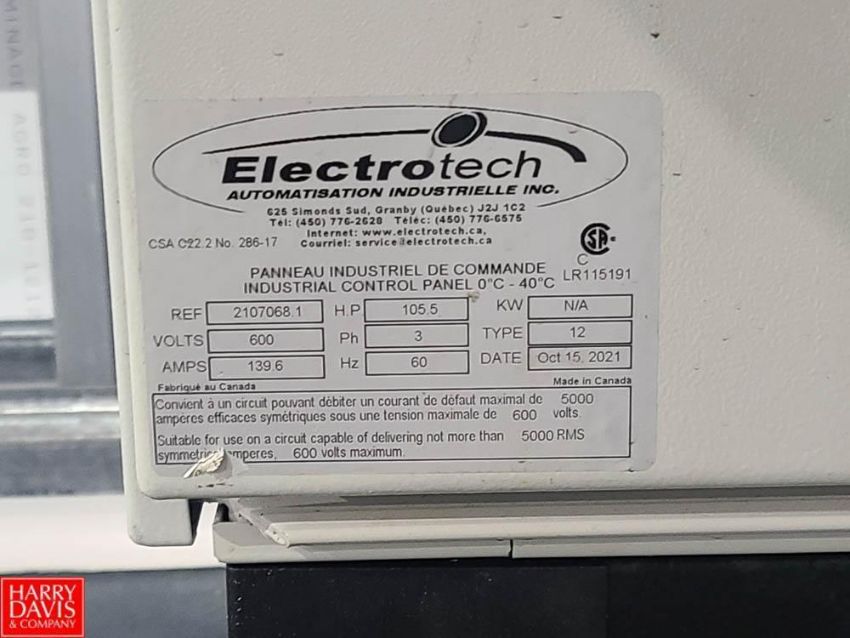 Electrotech
AUTOMATISATION INDUSTRIELLE INC.
625 Simonds Sud, Granby (Québec) J2J 1C2
Tél: (450) 776-2628 Téléc: (450) 776-6575
Internet: www.electrotech.ca,
CSA C22.2 No. 286-17 Courriel: service@electrotech.ca
C
LR115191
PANNEAU INDUSTRIEL DE COMMANDE
INDUSTRIAL CONTROL PANEL 0°C - 40°C
REF 2107068.1 H.P 105.5 KW N/A
VOLTS 600 Ph 3 TYPE 12
AMPS 139.6 Hz 60 DATE Oct 15, 2021
Fabriqué au Canada Made in Canada
Convient à un circuit pouvant débiter un courant de défaut maximal de 5000
ampères efficaces symétriques sous une tension maximale de 600 volts.
Suitable for use on a circuit capable of delivering not more than 5000 RMS
symmetrical amperes, 600 volts maximum.
HARRY
DAVIS
& COMPANY